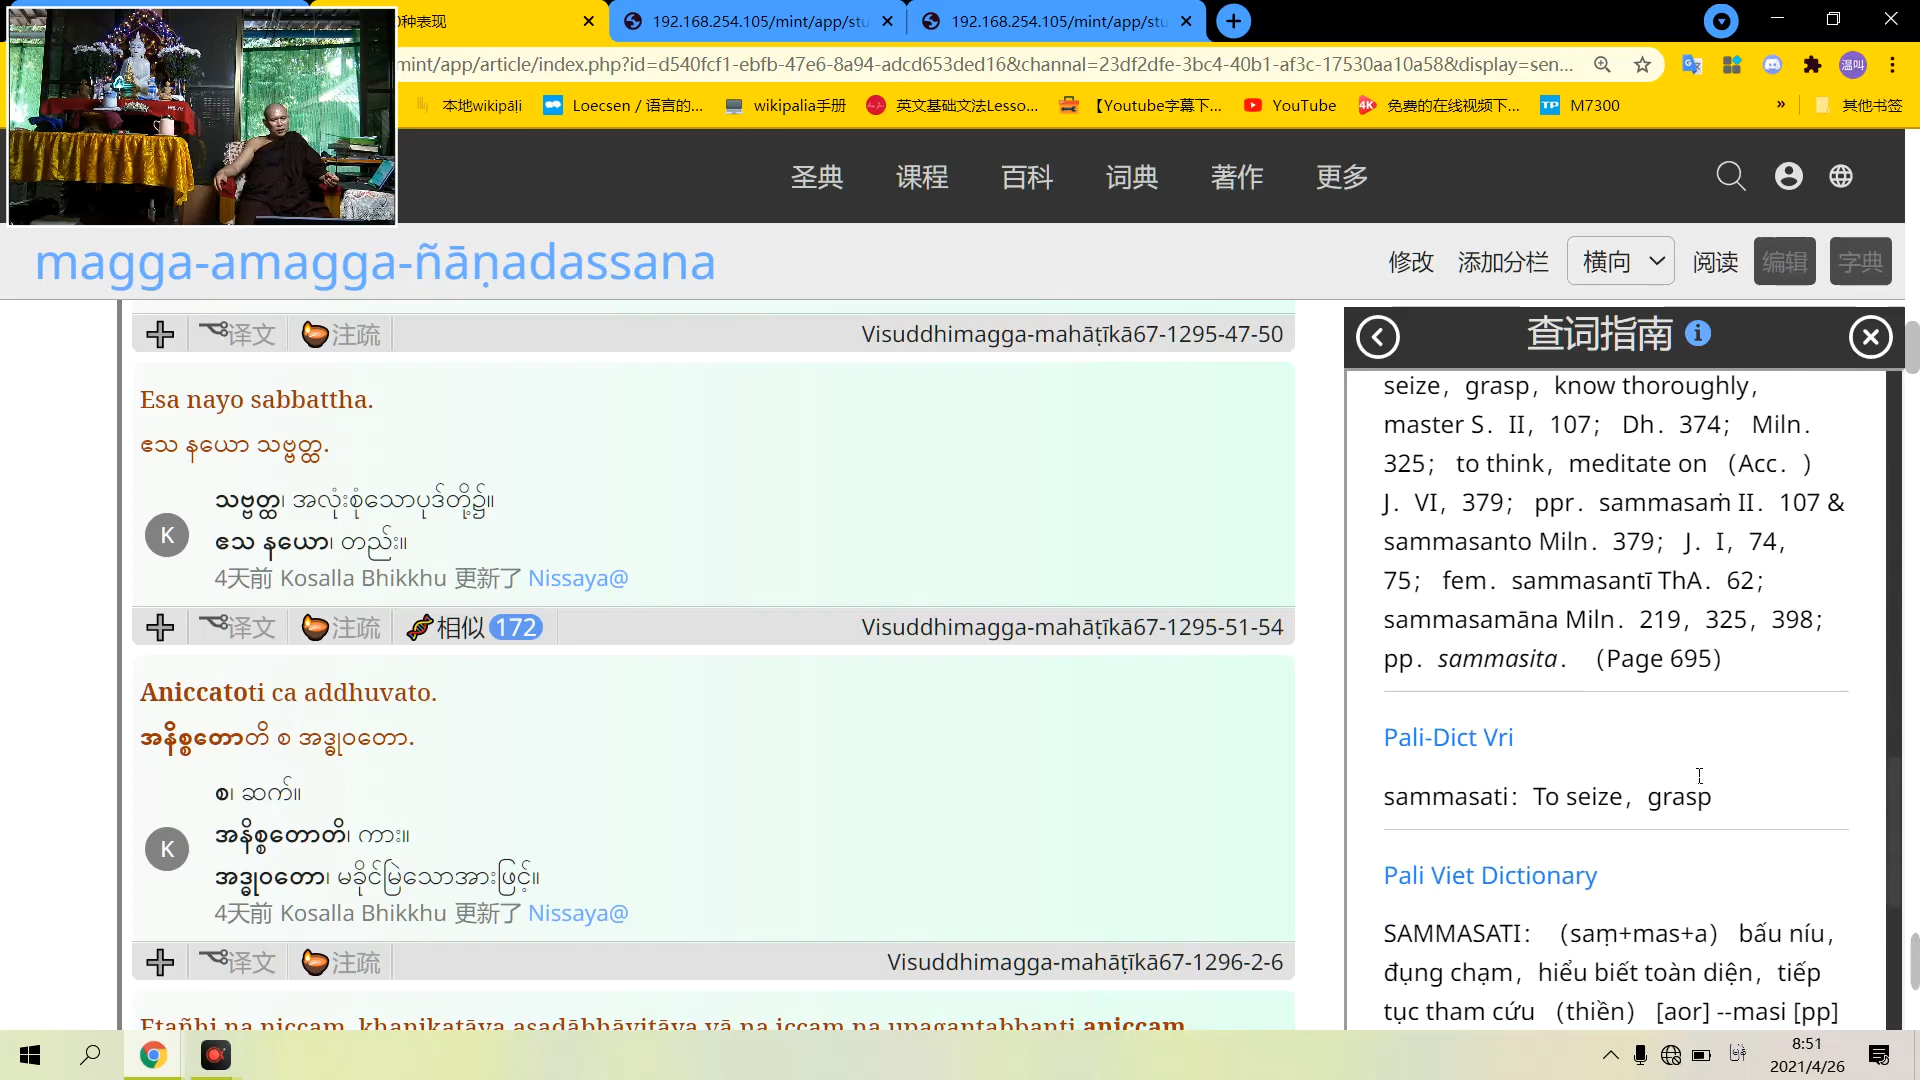 0种表现
192.168.254.105/mint/app/stu
192.168.254.105/mint/app/stu
mint/app/article/index.php?id=d540fcf1-ebfb-47e6-8a94-adcd653ded16&channal=23df2dfe-3bc4-40b1-af3c-17530aa10a58&display=sen...
温叫
本地wikipāḷi
Loecsen / 语言的...
wikipalia手册
英文基础文法Lesso...
【Youtube字幕下...
YouTube
免费的在线视频下...
M7300
»
其他书签
圣典 课程 百科 词典 著作 更多
magga-amagga-ñāṇadassana
修改 添加分栏 横向 阅读 编辑 字典
译文 注疏 Visuddhimagga-mahāṭīkā67-1295-47-50
Esa nayo sabbattha.
ဧသ နယော သဗ္ဗတ္ထ.
သဗ္ဗတ္ထ၊ အလုံးစုံသောပုဒ်တို့၌။
K
ဧသ နယော၊ တည်း။
4天前 Kosalla Bhikkhu 更新了 Nissaya@
译文 注疏 相似 172 Visuddhimagga-mahāṭīkā67-1295-51-54
Aniccatoti ca addhuvato.
အနိစ္စတောတိ စ အဒ္ဓုဝတော.
စ၊ ဆက်။
K
အနိစ္စတောတိ၊ ကား။
အဒ္ဓုဝတော၊ မခိုင်မြဲသောအားဖြင့်။
4天前 Kosalla Bhikkhu 更新了 Nissaya@
译文 注疏 Visuddhimagga-mahāṭīkā67-1296-2-6
Etañhi na niccaṃ, khaṇikatāya asadābhāvitāya vā na iccaṃ na upagantabbanti aniccaṃ
查词指南
seize, grasp, know thoroughly,
master S. II, 107; Dh. 374; Miln.
325; to think, meditate on (Acc. )
J. VI, 379; ppr. sammasaṁ II. 107 &
sammasanto Miln. 379; J. I, 74,
75; fem. sammasantī ThA. 62;
sammasamāna Miln. 219, 325, 398;
pp. sammasita. (Page 695)
Pali-Dict Vri
sammasati: To seize, grasp
Pali Viet Dictionary
SAMMASATI: (saṃ+mas+a) bấu níu,
đụng chạm, hiểu biết toàn diện, tiếp
tục tham cứu (thiền) [aor] --masi [pp]
8:51
2021/4/26